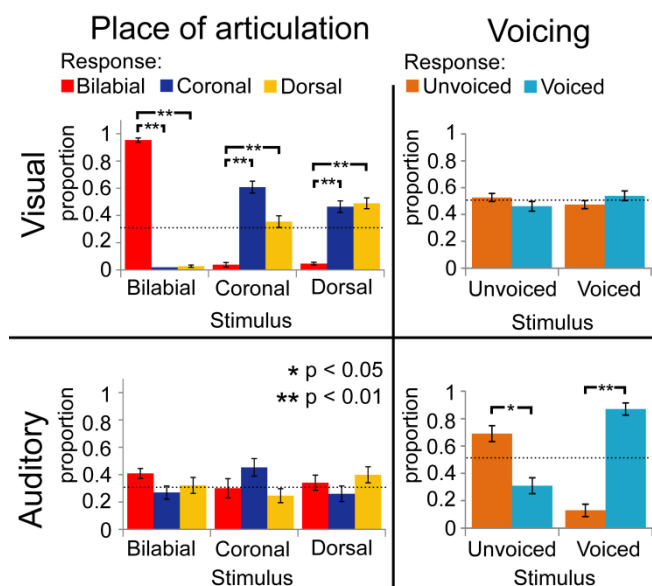 Place of articulation
Response:
Bilabial Coronal Dorsal
Visual
proportion
1
0.8
0.6
0.4
0.2
0
** ** ** ** ** **
Bilabial Coronal Dorsal
Stimulus
Voicing
Response:
Unvoiced Voiced
proportion
1
0.8
0.6
0.4
0.2
0
Unvoiced Voiced
Stimulus
Auditory
* p < 0.05
** p < 0.01
proportion
1
0.8
0.6
0.4
0.2
0
Bilabial Coronal Dorsal
Stimulus
proportion
1
0.8
0.6
0.4
0.2
0
* **
Unvoiced Voiced
Stimulus